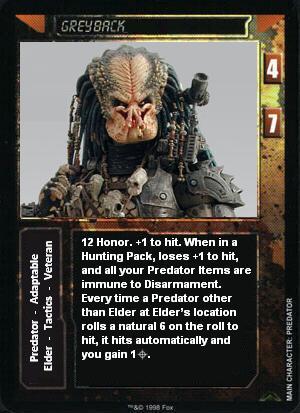 GREYBACK
4
7
12 Honor. +1 to hit. When in a
Hunting Pack, loses +1 to hit,
and all your Predator Items are
immune to Disarmament.
Every time a Predator other
than Elder at Elder's location
rolls a natural 6 on the roll to
hit, it hits automatically and
you gain 1
Predator - Adaptable
Elder - Tactics - Veteran
MAIN CHARACTER: PREDATOR
™&© 1998 Fox